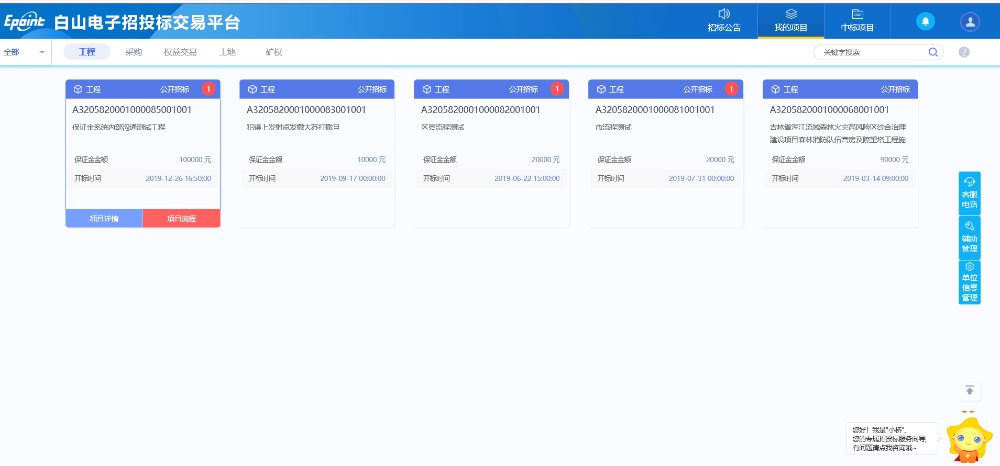 Epoint 白山电子招投标交易平台
招标公告
我的项目
中标项目
全部
工程
采购
权益交易
土地
矿权
关键字搜索
?
工程 公开招标 1
A3205820001000085001001
保证金系统内部沟通测试工程
保证金金额 100000 元
开标时间 2019-12-26 16:50:00
项目详情 项目流程
工程 公开招标
A3205820001000083001001
犯得上发射点发撒大苏打撒旦
保证金金额 10000 元
开标时间 2019-09-17 00:00:00
工程 公开招标 1
A3205820001000082001001
区县流程测试
保证金金额 20000 元
开标时间 2019-06-22 15:00:00
工程 公开招标 1
A3205820001000081001001
市流程测试
保证金金额 20000 元
开标时间 2019-07-31 00:00:00
工程 公开招标
A3205820001000068001001
吉林省浑江流域森林火灾高风险区综合治理
建设项目森林消防队伍营房及瞭望塔工程施
保证金金额 90000 元
开标时间 2019-03-14 09:00:00
客服
电话
辅助
管理
单位
信息
管理
您好！我是"小桥",
您的专属招投标服务向导,
有问题请点我咨询哦~